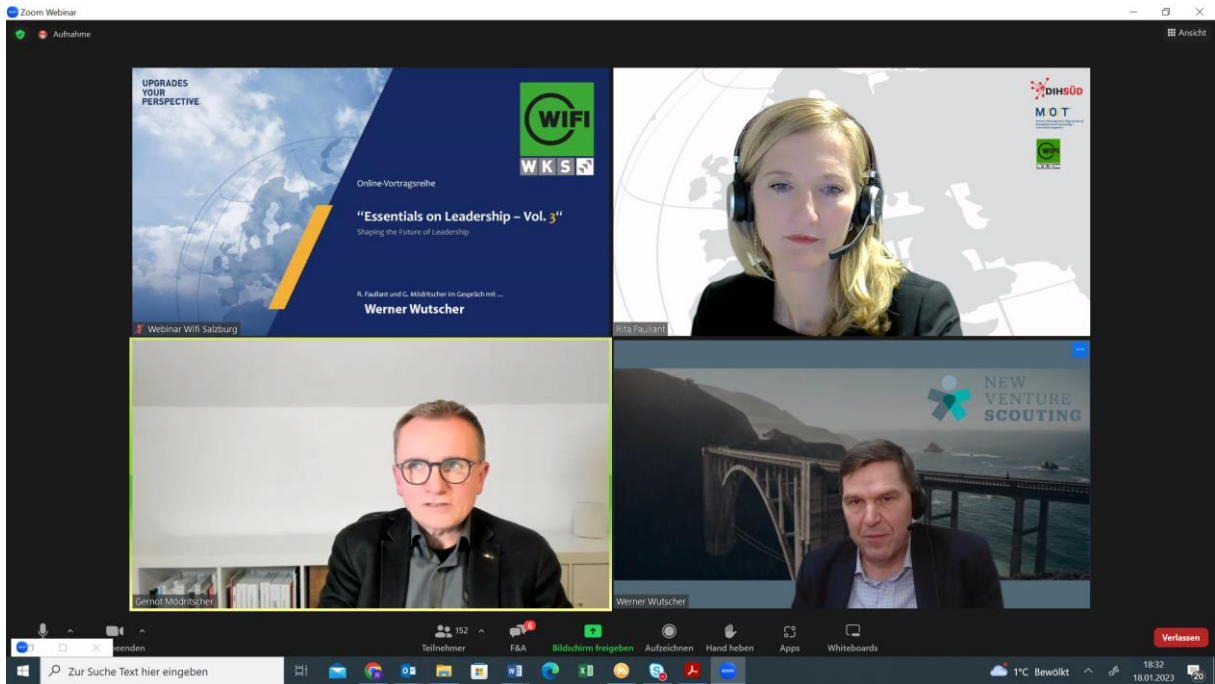 Zoom Webinar
Aufnahme
Ansicht
UPGRADES
YOUR
PERSPECTIVE
WIFI
WKS
Online-Vortragsreihe
“Essentials on Leadership – Vol. 3“
Shaping the Future of Leadership
R. Faullant und G. Mödritscher im Gespräch mit ...
Werner Wutscher
Webinar Wifi Salzburg
DIHSÜD
M/O/T
WIFI
Rita Faullant
Gernot Mödritscher
NEW
VENTURE
SCOUTING
Werner Wutscher
152
6
Teilnehmer
F&A
Bildschirm freigeben
Aufzeichnen
Hand heben
Apps
Whiteboards
Verlassen
Zur Suche Text hier eingeben
1°C Bewölkt
18:32
18.01.2023
20